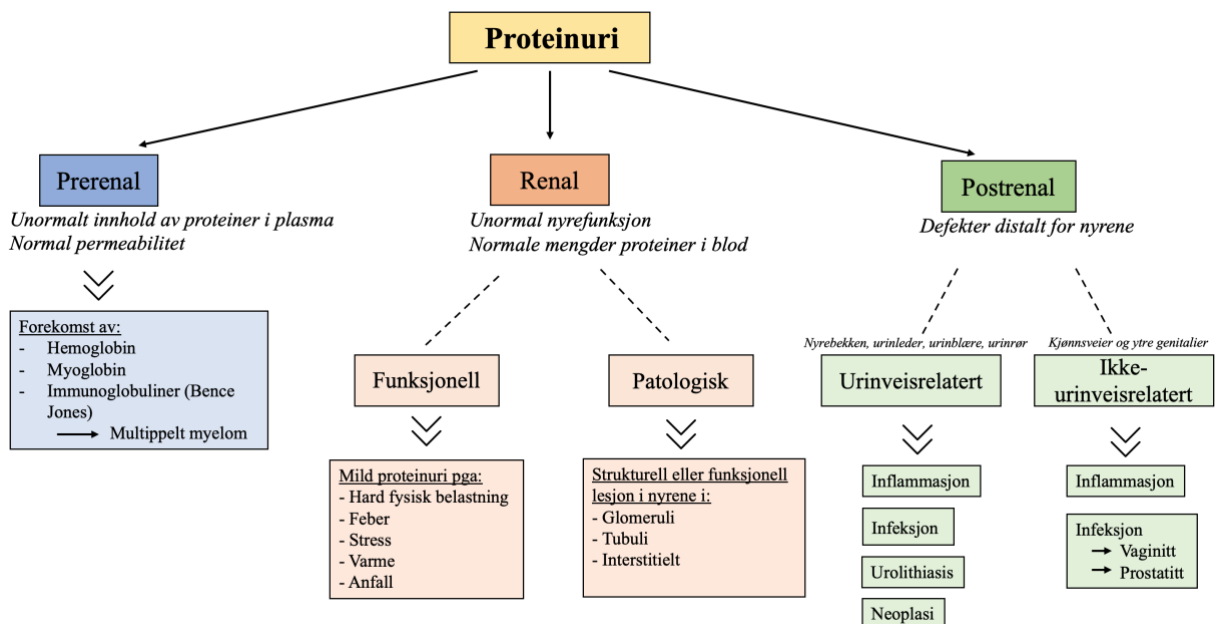 Proteinuri
Prerenal
Unormalt innhold av proteiner i plasma
Normal permeabilitet
Forekomst av:
- Hemoglobin
- Myoglobin
- Immunoglobuliner (Bence
Jones)
Multippelt myelom
Renal
Unormal nyrefunksjon
Normale mengder proteiner i blod
Funksjonell
Mild proteinuri pga:
- Hard fysisk belastning
- Feber
- Stress
- Varme
- Anfall
Patologisk
Strukturell eller funksjonell
lesjon i nyrene i:
- Glomeruli
- Tubuli
- Interstitielt
Postrenal
Defekter distalt for nyrene
Nyrebekken, urinleder, urinblære, urinrør
Urinveisrelatert
Inflammasjon
Infeksjon
Urolithiasis
Neoplasi
Kjønnsveier og ytre genitalier
Ikke-
urinveisrelatert
Inflammasjon
Infeksjon
Vaginitt
Prostatitt